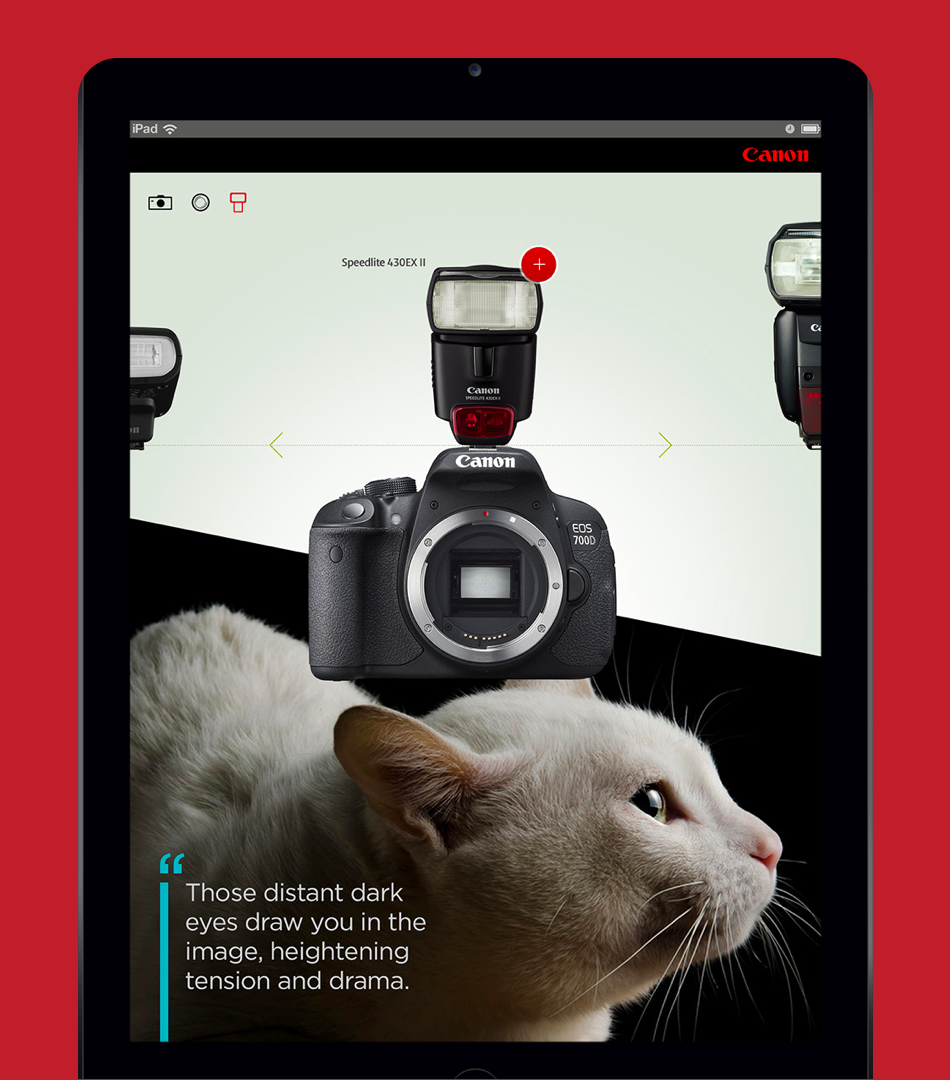 iPad
Canon
Speedlite 430EX II
Canon
SPEEDLITE 430EX II
Canon
EOS
700D
“
Those distant dark
eyes draw you in the
image, heightening
tension and drama.